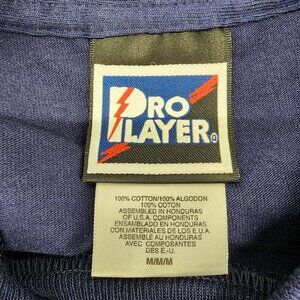 PRO
PLAYER
®
100% COTTON/100% ALGODON
100% COTON
ASSEMBLED IN HONDURAS
OF U.S.A. COMPONENTS
ENSAMBLADO EN HONDURAS
CON MATERIALES DE LOS E.U.
ASSEMBLÉ AU HONDURAS
AVEC COMPOSANTES
DES É.-U.
M/M/M